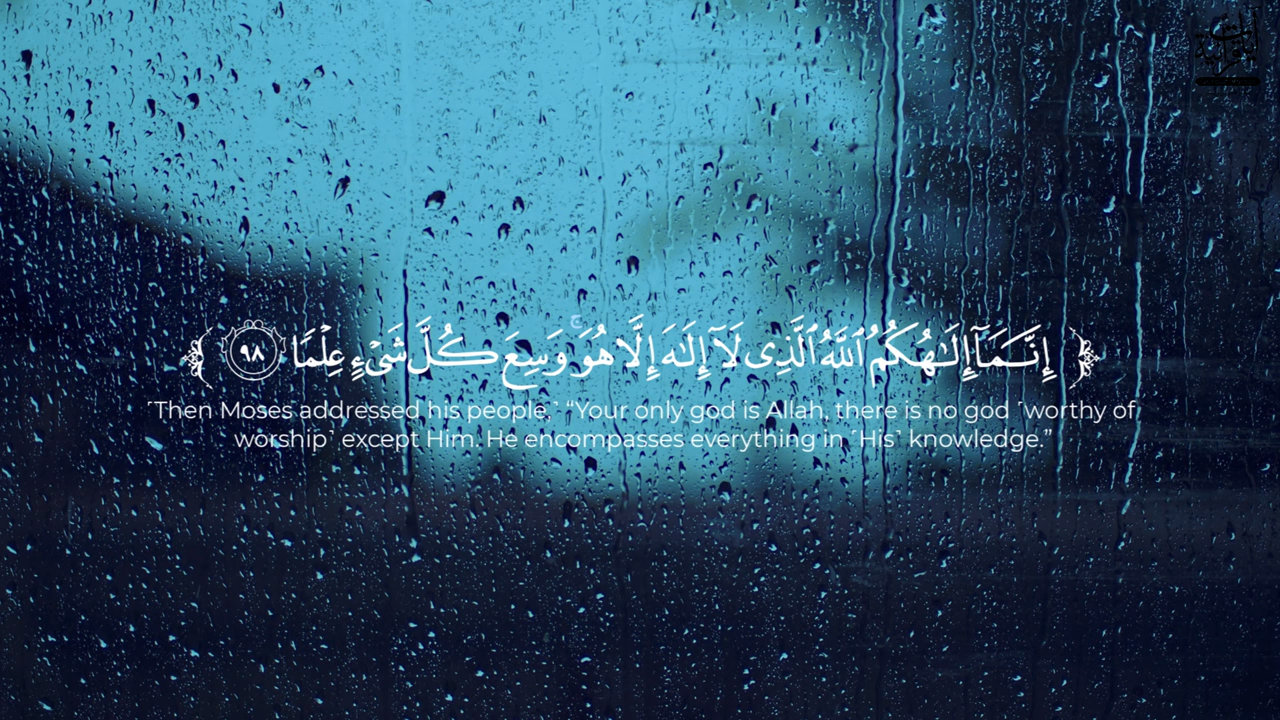 إِنَّمَآ إِلَـٰهُكُمُ ٱللَّهُ ٱلَّذِى لَآ إِلَـٰهَ إِلَّا هُوَ ۚ وَسِعَ كُلَّ شَىْءٍ عِلْمًا ٩٨
˹Then Moses addressed his people,˺ “Your only god is Allah, there is no god ˹worthy of
worship˺ except Him. He encompasses everything in ˹His˺ knowledge.”